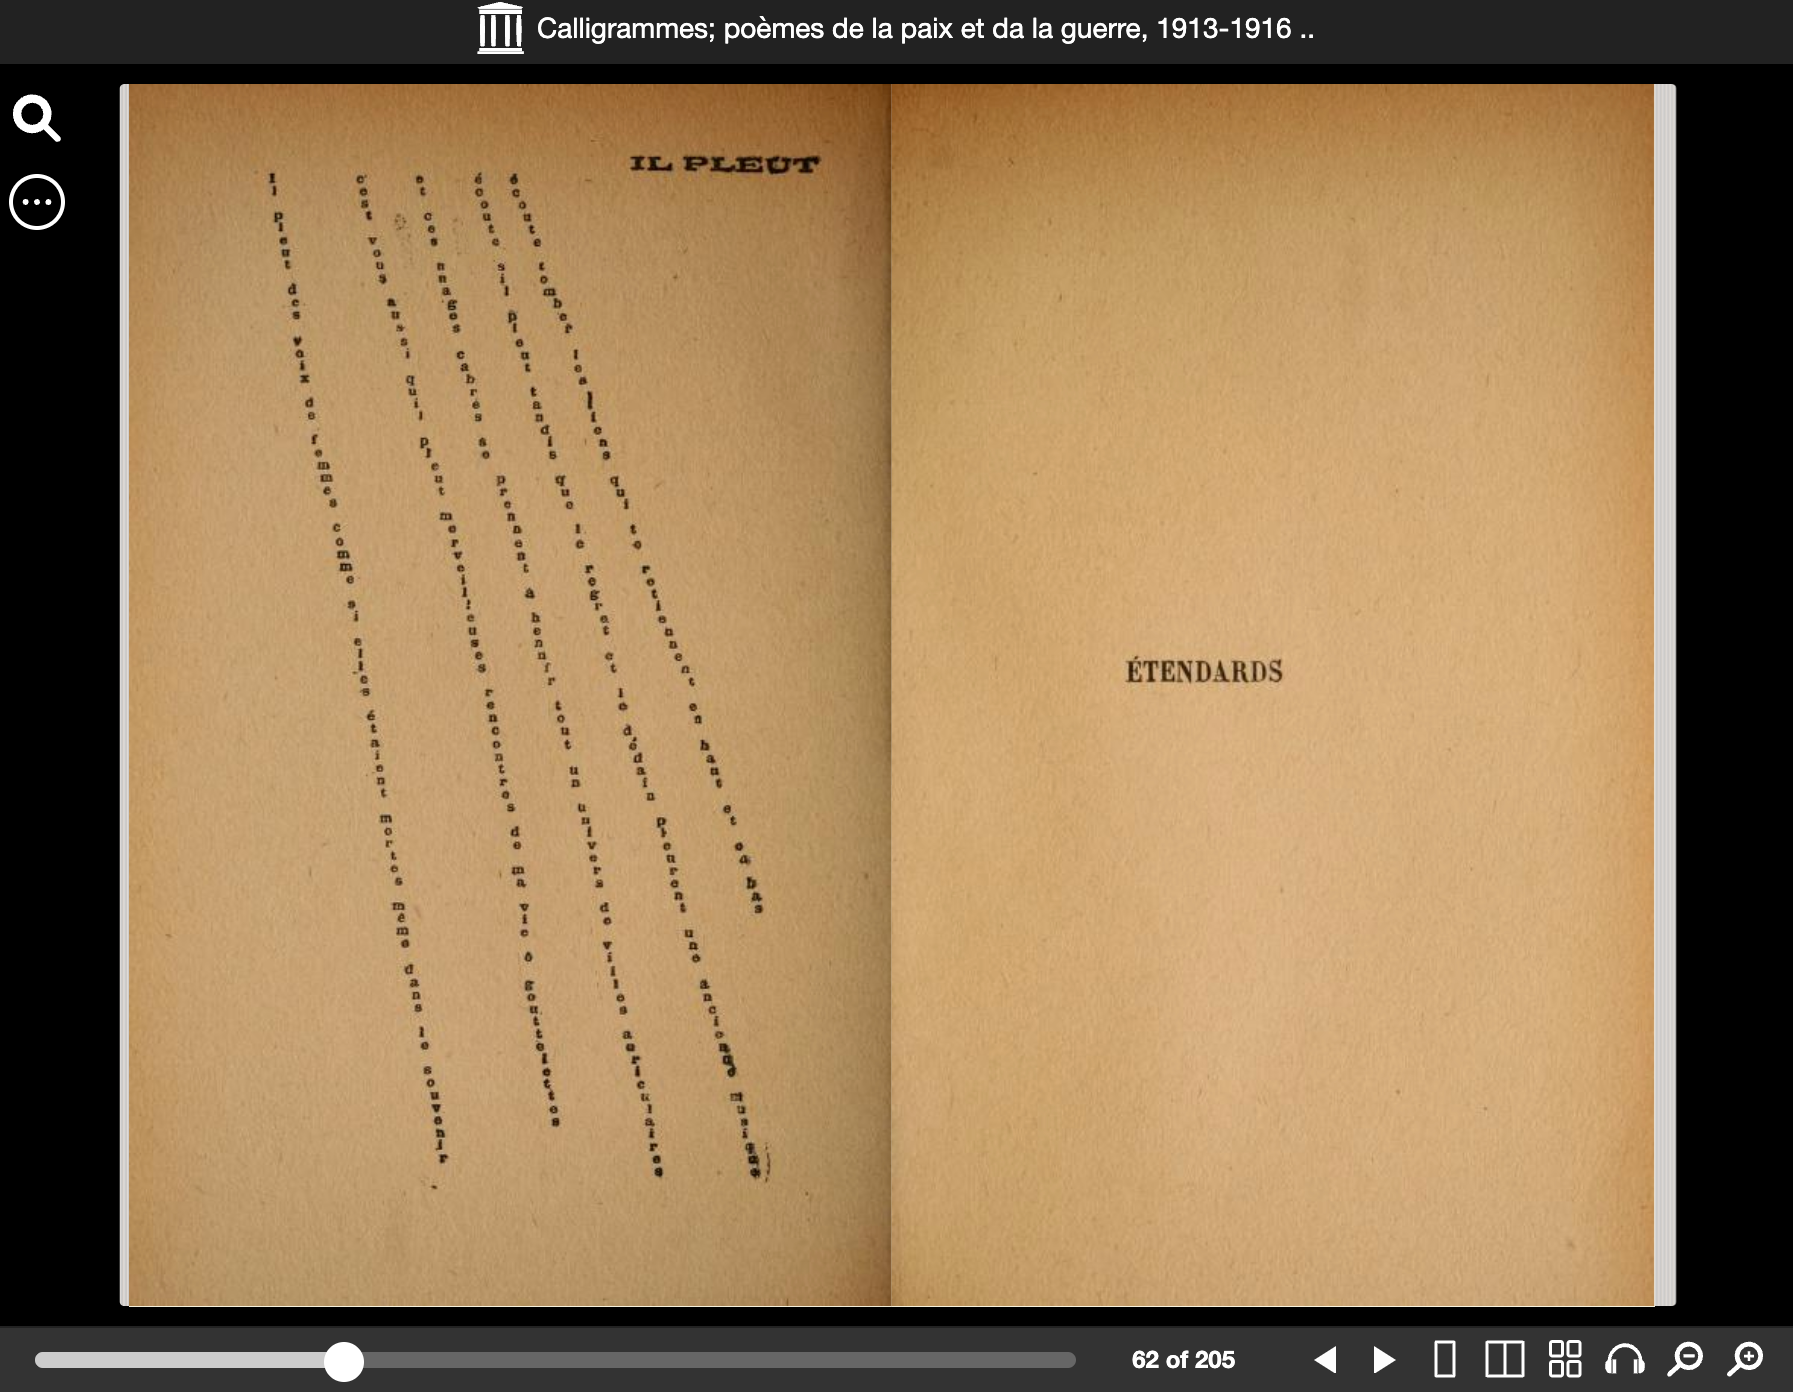 Calligrammes; poèmes de la paix et da la guerre, 1913-1916 ..
IL PLEUT
Il pleut des voix de femmes comme si elles étaient mortes même dans le souvenir
c'est vous aussi qu'il pleut merveilleuses rencontres de ma vie ô gouttelettes
et ces nuages cabrés se prennent à hennir tout un univers de villes auriculaires
écoute s'il pleut tandis que le regret et le dédain pleurent une ancienne musique
écoute tomber les liens qui te retiennent en haut et en bas
ÉTENDARDS
62 of 205